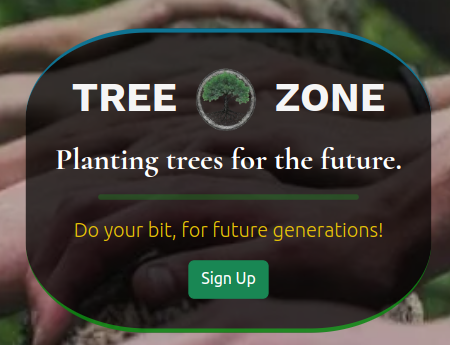 TREE ZONE
Planting trees for the future.
Do your bit, for future generations!
Sign Up